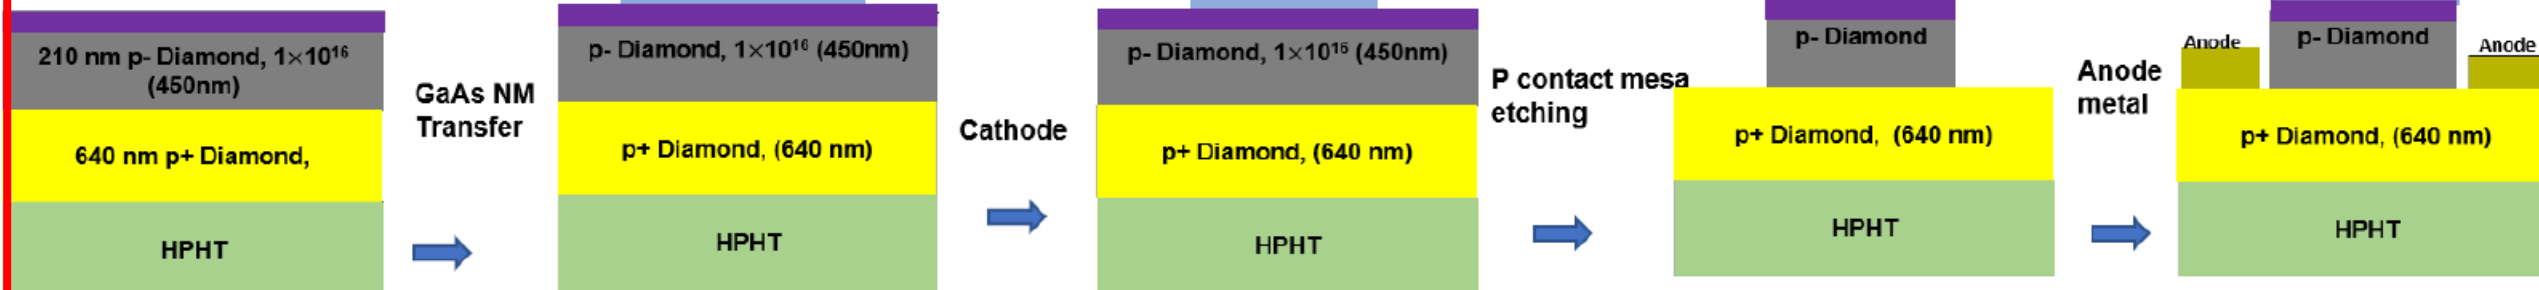 210 nm p- Diamond, 1×10¹⁶
(450nm)
640 nm p+ Diamond,
HPHT
GaAs NM
Transfer
p- Diamond, 1×10¹⁶ (450nm)
p+ Diamond, (640 nm)
HPHT
Cathode
p- Diamond, 1×10¹⁶ (450nm)
p+ Diamond, (640 nm)
HPHT
P contact mesa
etching
p- Diamond
p+ Diamond, (640 nm)
HPHT
Anode
metal
Anode
p- Diamond
Anode
p+ Diamond, (640 nm)
HPHT